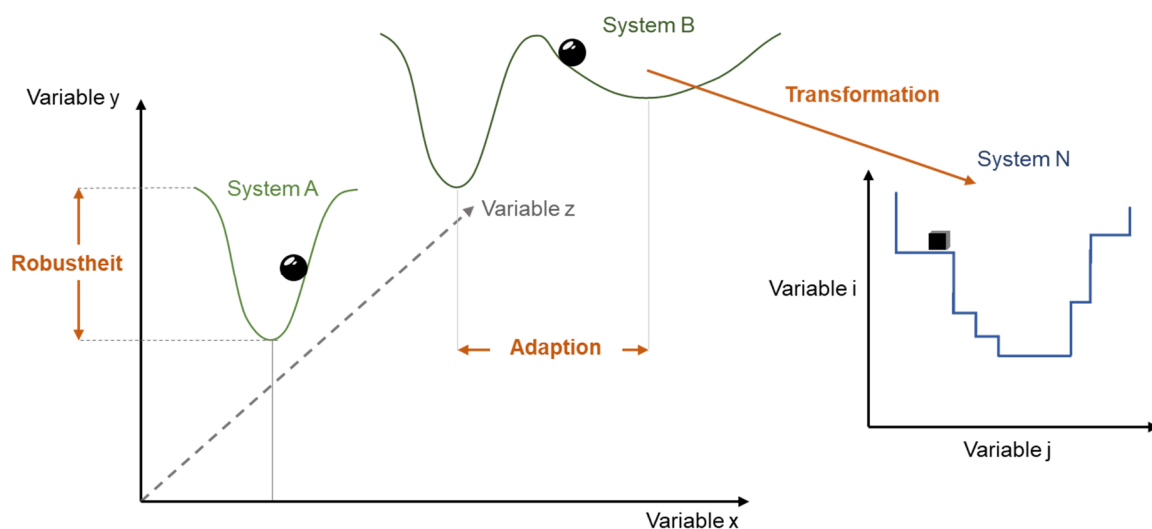 System B
Variable y
Transformation
System N
System A
Variable z
Robustheit
Variable i
Adaption
Variable j
Variable x